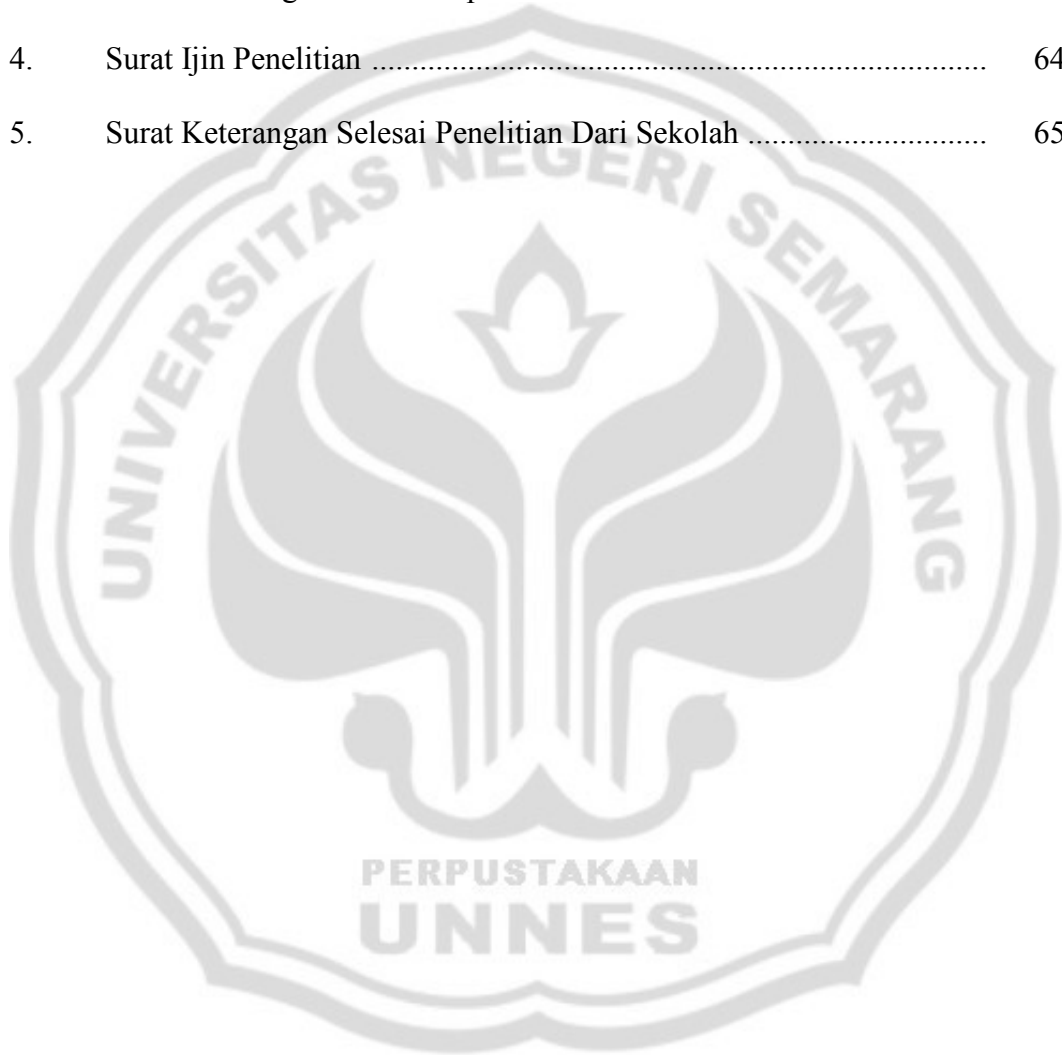 4. Surat Ijin Penelitian ............................................................................. 64
5. Surat Keterangan Selesai Penelitian Dari Sekolah .............................. 65
UNIVERSITAS NEGERI SEMARANG
PERPUSTAKAAN
UNNES